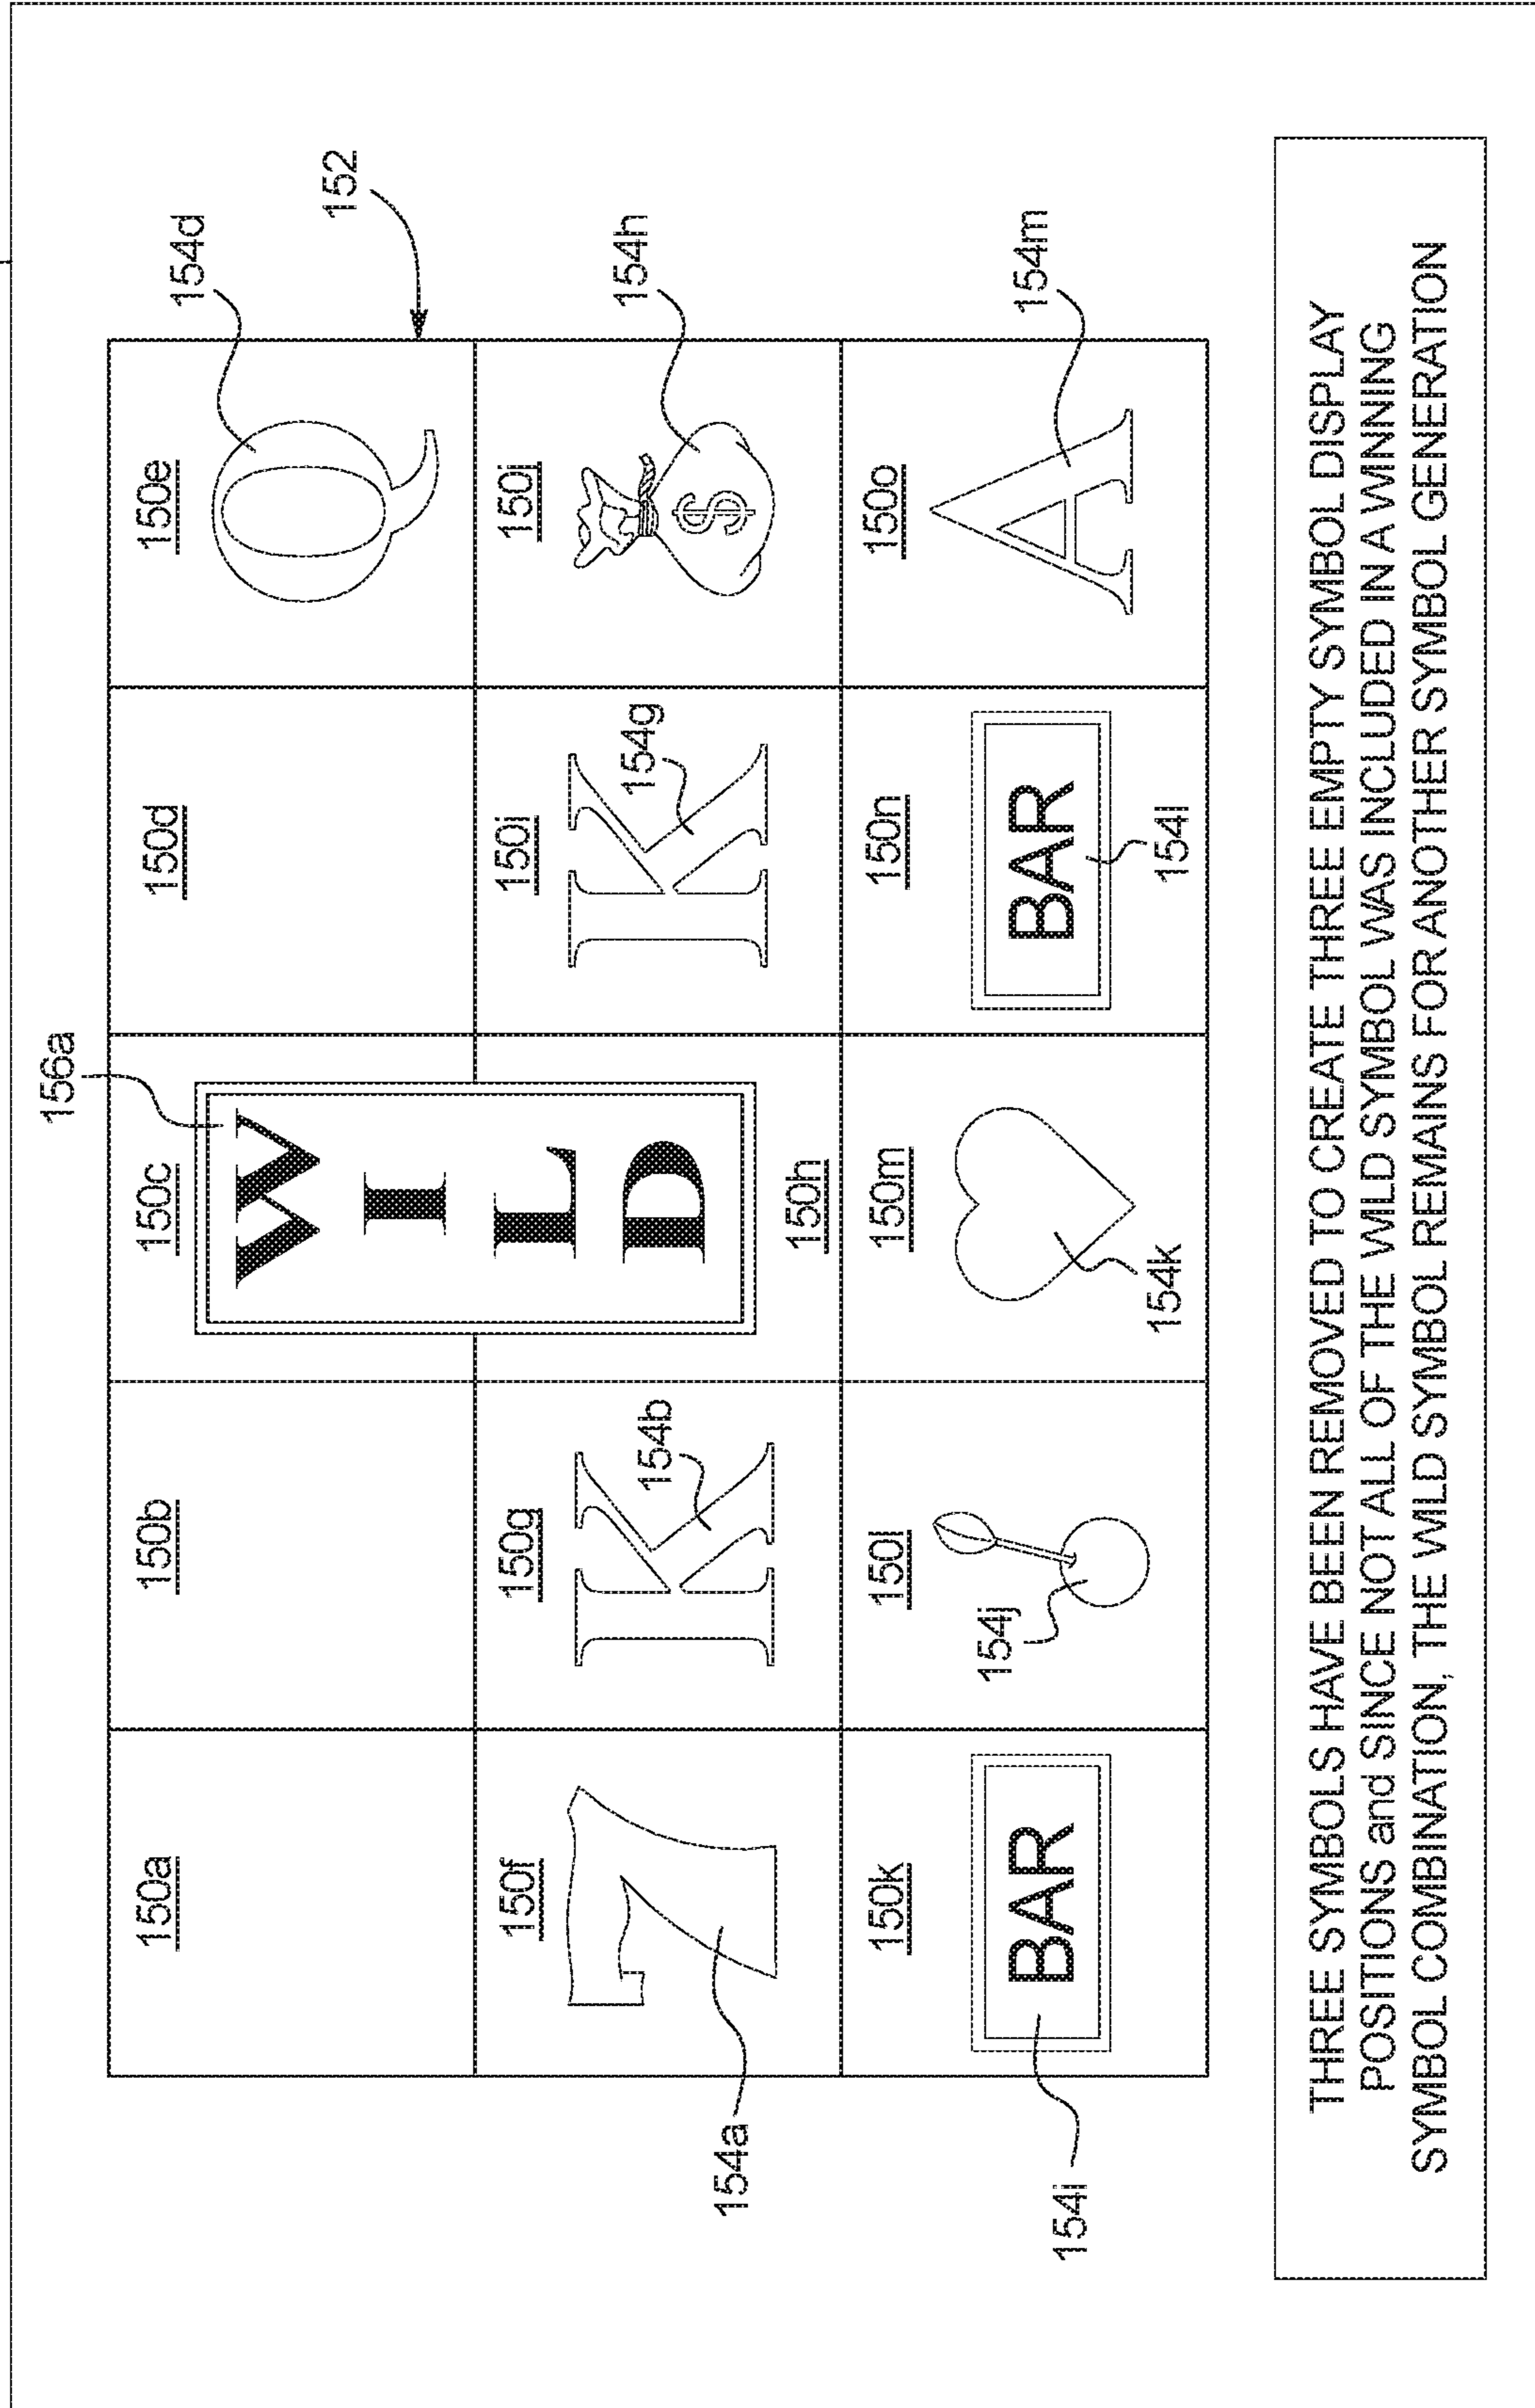 156a
150a
150b
150c
150d
150e
154d
W
I
L
D
152
150f
7
150g
K
154b
150h
150i
K
154g
150j
$
154h
154a
150k
BAR
150l
154j
150m
154k
150n
BAR
154l
150o
A
154m
Q
154i
THREE SYMBOLS HAVE BEEN REMOVED TO CREATE THREE EMPTY SYMBOL DISPLAY
POSITIONS and SINCE NOT ALL OF THE WILD SYMBOL WAS INCLUDED IN A WINNING
SYMBOL COMBINATION, THE WILD SYMBOL REMAINS FOR ANOTHER SYMBOL GENERATION